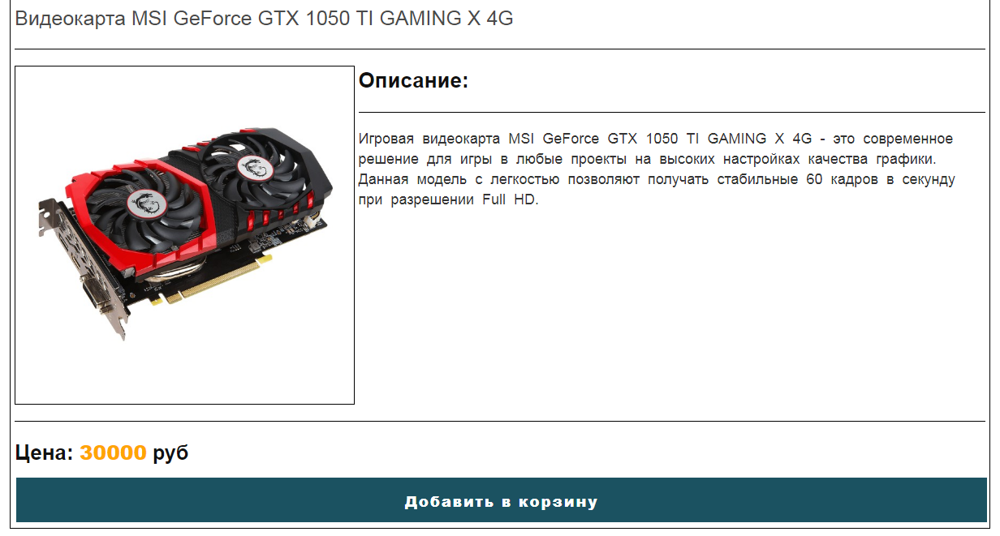 Видеокарта MSI GeForce GTX 1050 TI GAMING X 4G
Описание:
Игровая видеокарта MSI GeForce GTX 1050 TI GAMING X 4G - это современное
решение для игры в любые проекты на высоких настройках качества графики.
Данная модель с легкостью позволяют получать стабильные 60 кадров в секунду
при разрешении Full HD.
Цена: 30000 руб
Добавить в корзину